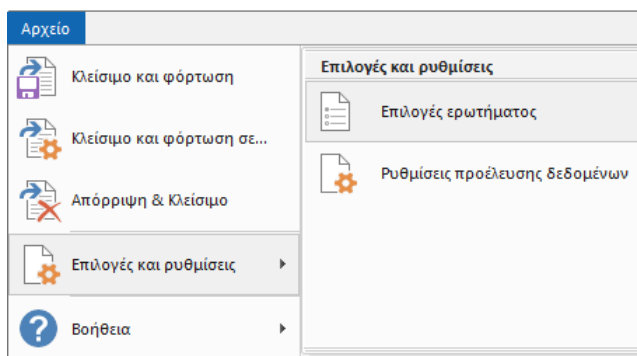 Αρχείο
Κλείσιμο και φόρτωση
Κλείσιμο και φόρτωση σε...
Απόρριψη & Κλείσιμο
Επιλογές και ρυθμίσεις
Βοήθεια
Επιλογές και ρυθμίσεις
Επιλογές ερωτήματος
Ρυθμίσεις προέλευσης δεδομένων